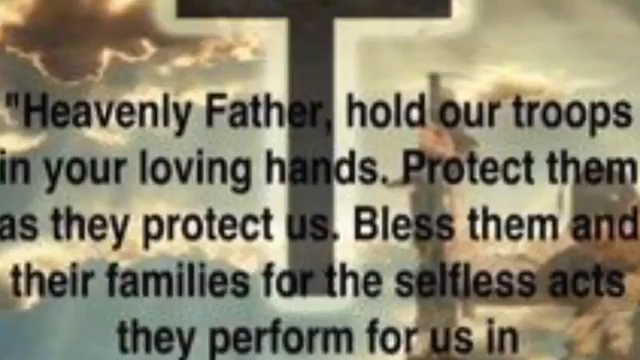 "Heavenly Father, hold our troops
in your loving hands. Protect them
as they protect us. Bless them and
their families for the selfless acts
they perform for us in